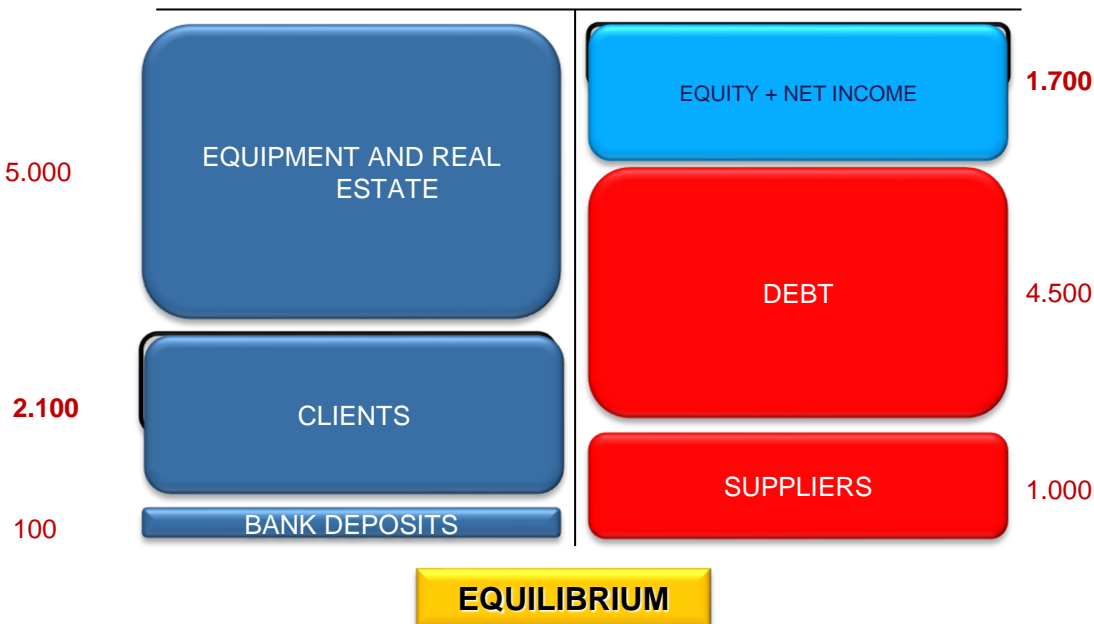 5.000
EQUIPMENT AND REAL
ESTATE
2.100
CLIENTS
100
BANK DEPOSITS
EQUITY + NET INCOME
1.700
DEBT
4.500
SUPPLIERS
1.000
EQUILIBRIUM